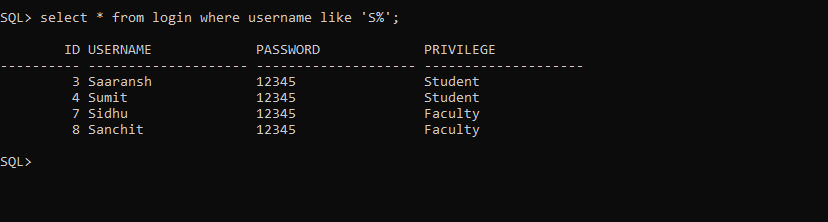 SQL> select * from login where username like 'S%';
        ID USERNAME             PASSWORD             PRIVILEGE
---------- -------------------- -------------------- --------------------
         3 Saaransh             12345                Student
         4 Sumit                12345                Student
         7 Sidhu                12345                Faculty
         8 Sanchit              12345                Faculty
SQL>